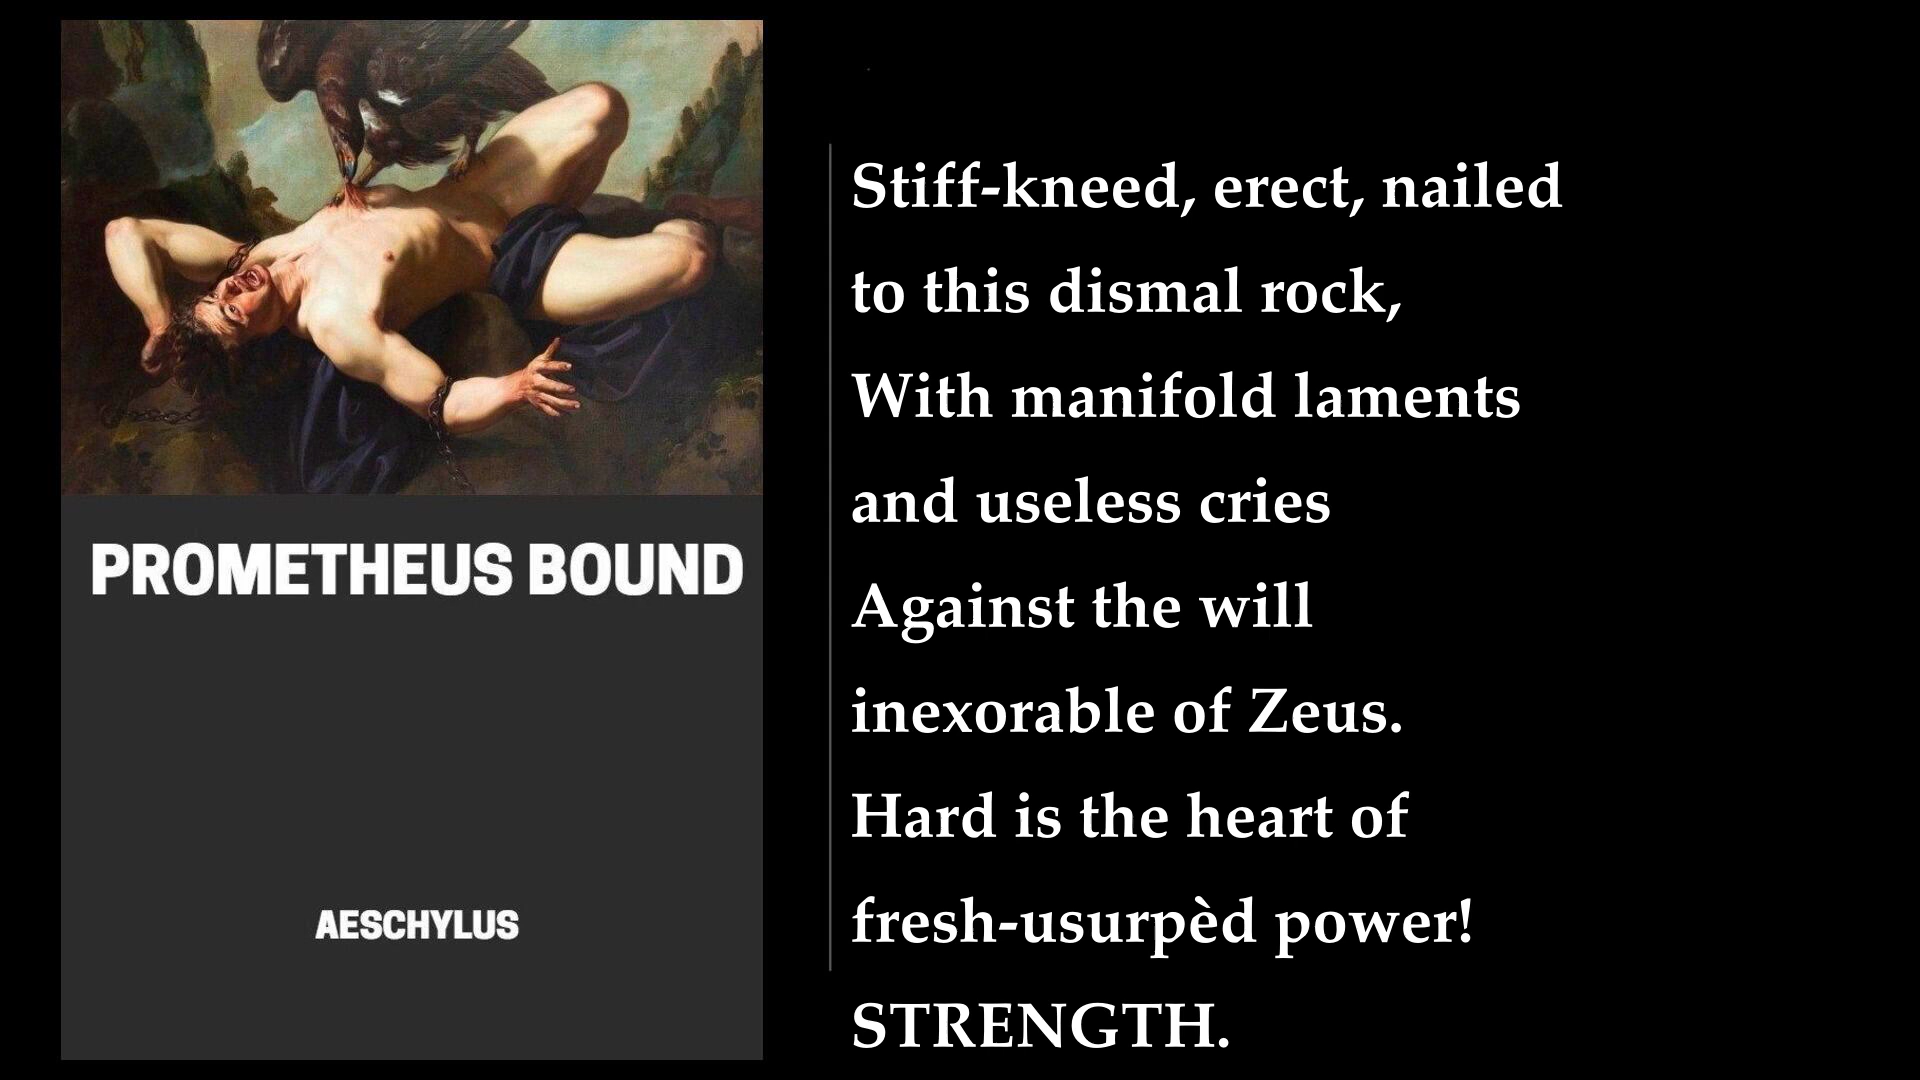 PROMETHEUS BOUND
AESCHYLUS
Stiff-kneed, erect, nailed
to this dismal rock,
With manifold laments
and useless cries
Against the will
inexorable of Zeus.
Hard is the heart of
fresh-usurpèd power!
STRENGTH.